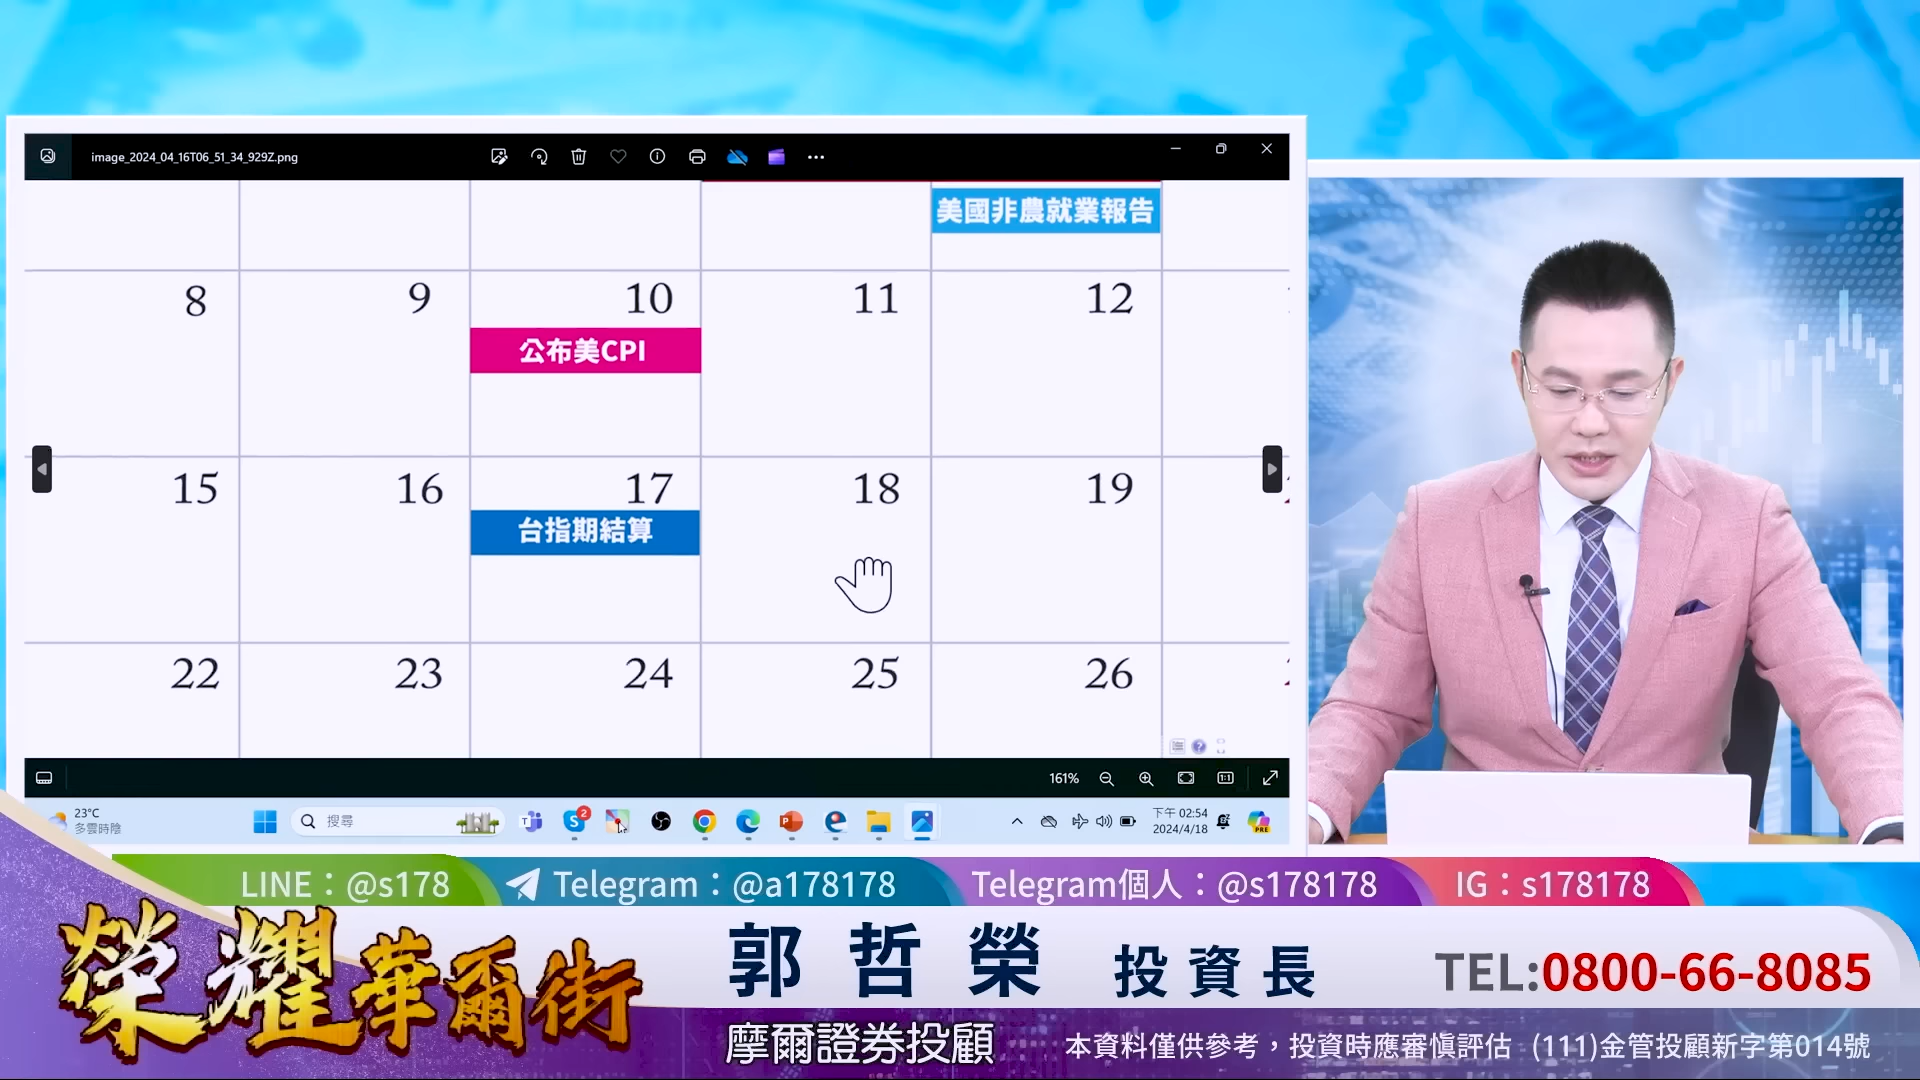 image_2024_04_16T06_51_34_929Z.png
美國非農就業報告
8 9 10 11 12
公布美CPI
15 16 17 18 19
台指期結算
22 23 24 25 26
161%
23°C
多雲時陰
搜尋
2
下午 02:54
2024/4/18
LINE：@s178
Telegram：@a178178
Telegram個人：@s178178
IG：s178178
榮耀華爾街
郭哲榮 投資長
TEL:0800-66-8085
摩爾證券投顧
本資料僅供參考，投資時應審慎評估 (111)金管投顧新字第014號